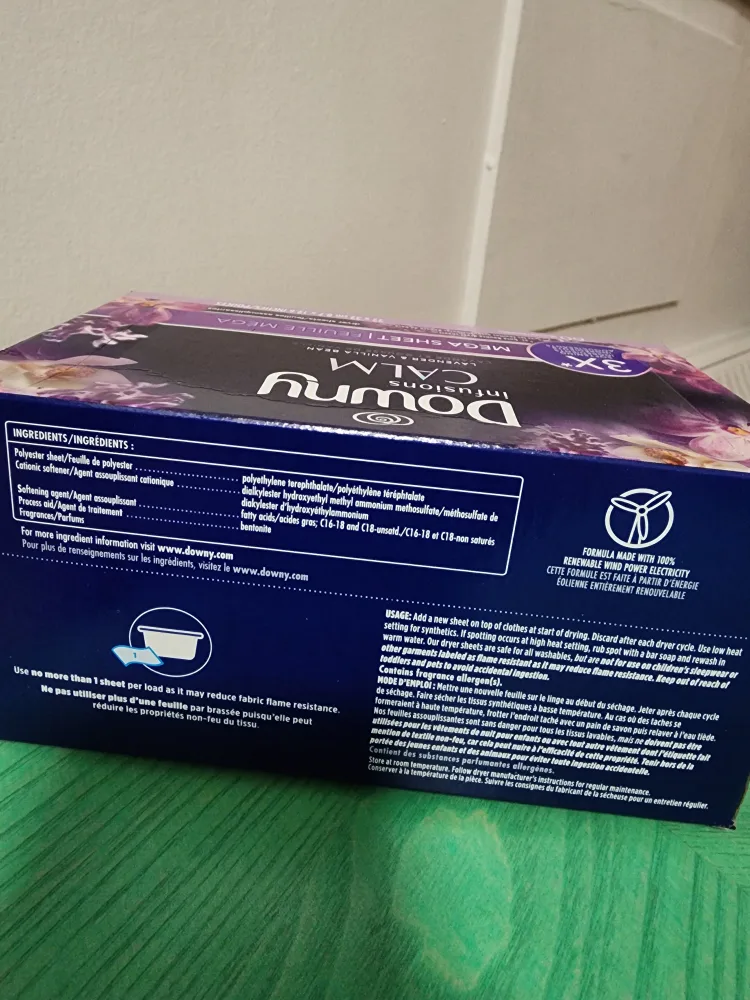 Downy
Infusions
CALM
LAVENDER & VANILLA BEAN
MEGA SHEET | FEUILLE MÉGA
3X*
INGREDIENTS/INGRÉDIENTS :
Polyester sheet/Feuille de polyester .................... polyethylene terephthalate/polyéthylène téréphtalate
Cationic softener/Agent assouplissant cationique ........ dialkylester hydroxyethyl methyl ammonium methosulfate/méthosulfate de
diakylester d'hydroxyéthylammonium
Softening agent/Agent assouplissant .................... fatty acids/acides gras; C16-18 and C18-unsatd./C16-18 et C18-non saturés
Process aid/Agent de traitement .................... bentonite
Fragrances/Parfums
For more ingredient information visit www.downy.com
Pour plus de renseignements sur les ingrédients, visitez le www.downy.com
FORMULA MADE WITH 100%
RENEWABLE WIND POWER ELECTRICITY
CETTE FORMULE EST FAITE À PARTIR D'ÉNERGIE
ÉOLIENNE ENTIÈREMENT RENOUVELABLE
1
Use no more than 1 sheet per load as it may reduce fabric flame resistance.
Ne pas utiliser plus d'une feuille par brassée puisqu'elle peut
réduire les propriétés non-feu du tissu.
USAGE: Add a new sheet on top of clothes at start of drying. Discard after each dryer cycle. Use low heat
setting for synthetics. If spotting occurs at high heat setting, rub spot with a bar soap and rewash in
warm water. Our dryer sheets are safe for all washables, but are not for use on children's sleepwear or
other garments labeled as flame resistant as it may reduce flame resistance. Keep out of reach of
toddlers and pets to avoid accidental ingestion.
Contains fragrance allergen(s).
MODE D'EMPLOI : Mettre une nouvelle feuille sur le linge au début du séchage. Jeter après chaque cycle
de séchage. Faire sécher les tissus synthétiques à basse température. Au cas où des taches se
formeraient à haute température, frotter l'endroit taché avec un pain de savon puis relaver à l'eau tiède.
Nos feuilles assouplissantes sont sans danger pour tous les tissus lavables, mais ne doivent pas être
utilisées pour les vêtements de nuit pour enfants ou avec tout autre vêtement dont l'étiquette fait
mention de textile non-feu, car cela peut nuire à l'efficacité de cette propriété. Tenir hors de la
portée des jeunes enfants et des animaux pour éviter toute ingestion accidentelle.
Contient des substances parfumantes allergènes.
Store at room temperature. Follow dryer manufacturer's instructions for regular maintenance.
Conserver à la température de la pièce. Suivre les consignes du fabricant de la sécheuse pour un entretien régulier.